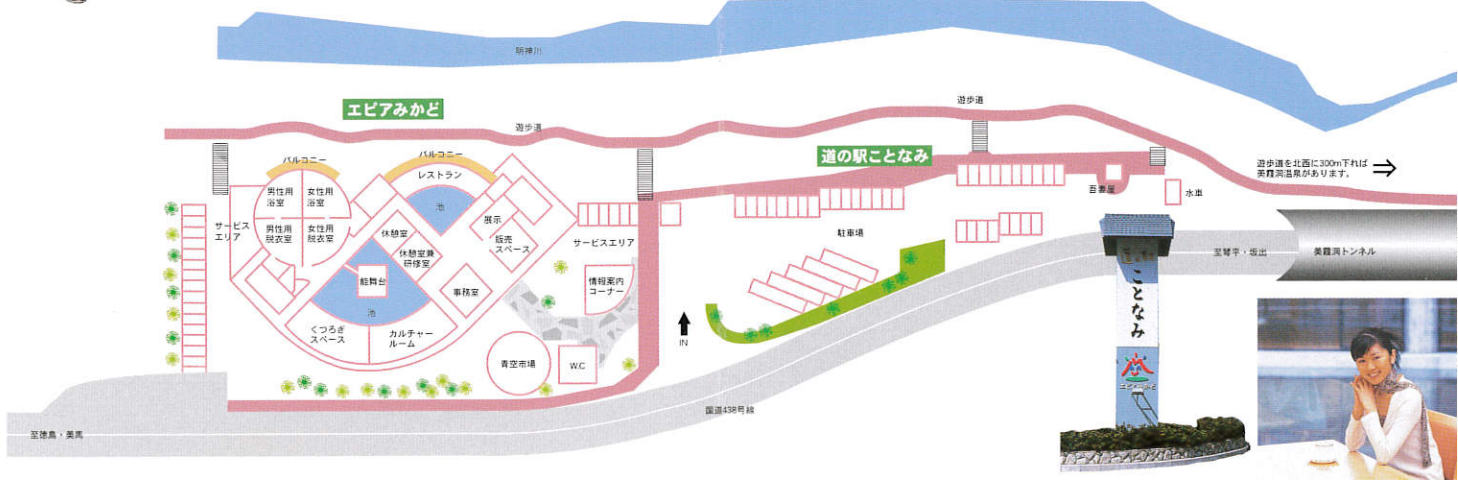 明神川
エピアみかど
遊歩道
遊歩道
道の駅ことなみ
遊歩道を北西に300m下れば
美霞洞温泉があります。
バルコニー
バルコニー
レストラン
男性用
浴室
女性用
浴室
男性用
脱衣室
女性用
脱衣室
サービス
エリア
池
展示
販売
スペース
休憩室
休憩室兼
研修室
能舞台
池
事務室
くつろぎ
スペース
カルチャー
ルーム
サービスエリア
情報案内
コーナー
青空市場
W.C
IN
駐車場
吾妻屋
水車
至琴平・坂出
美霞洞トンネル
国道438号線
至徳島・美馬
ことなみ